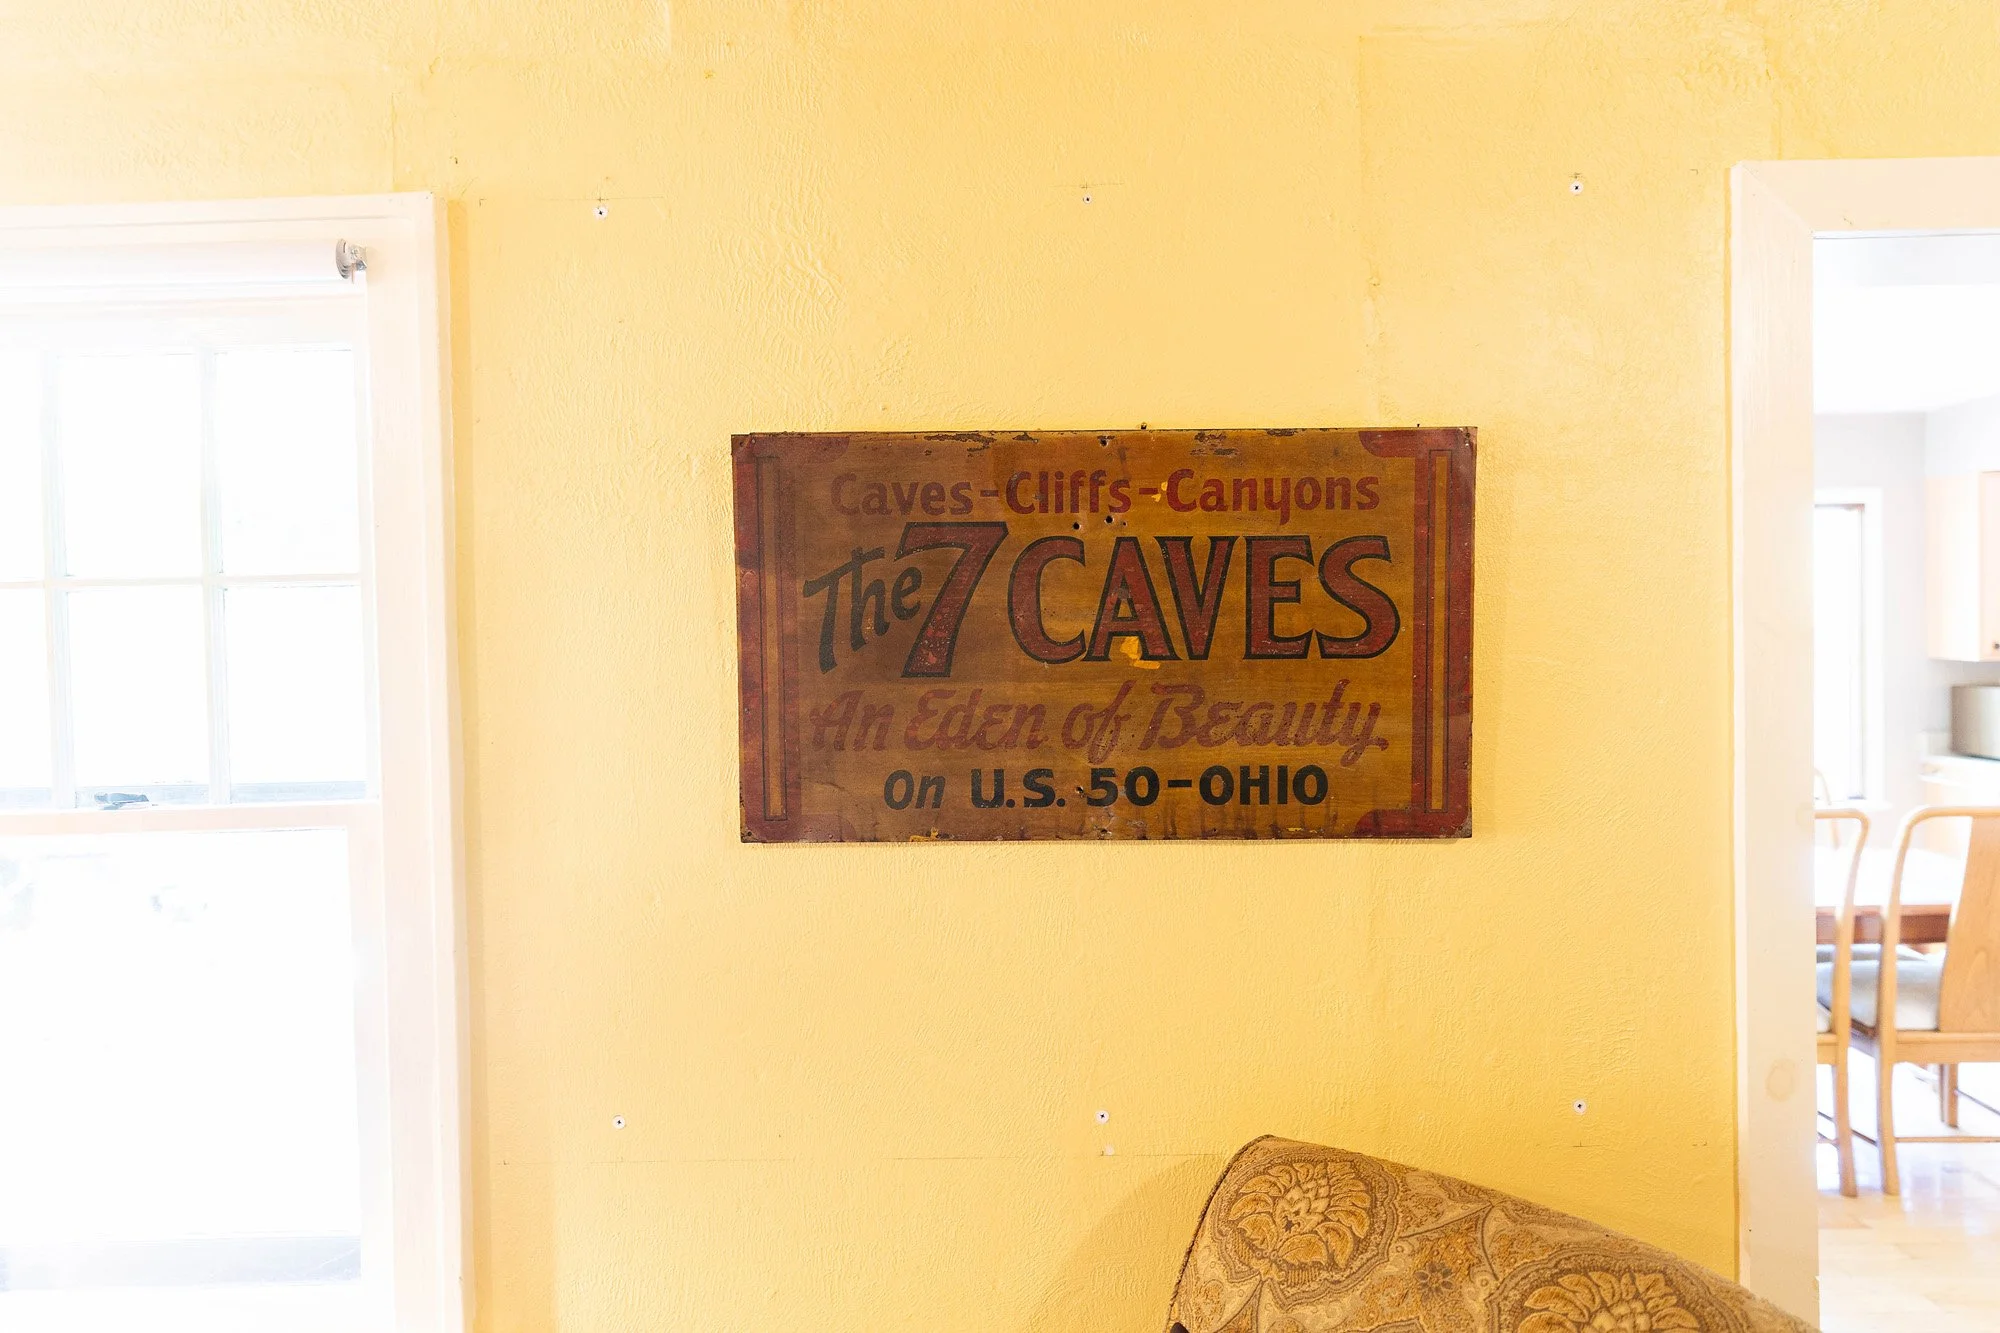 Caves-Cliffs-Canyons
The 7 CAVES
An Eden of Beauty
On U.S. 50-OHIO